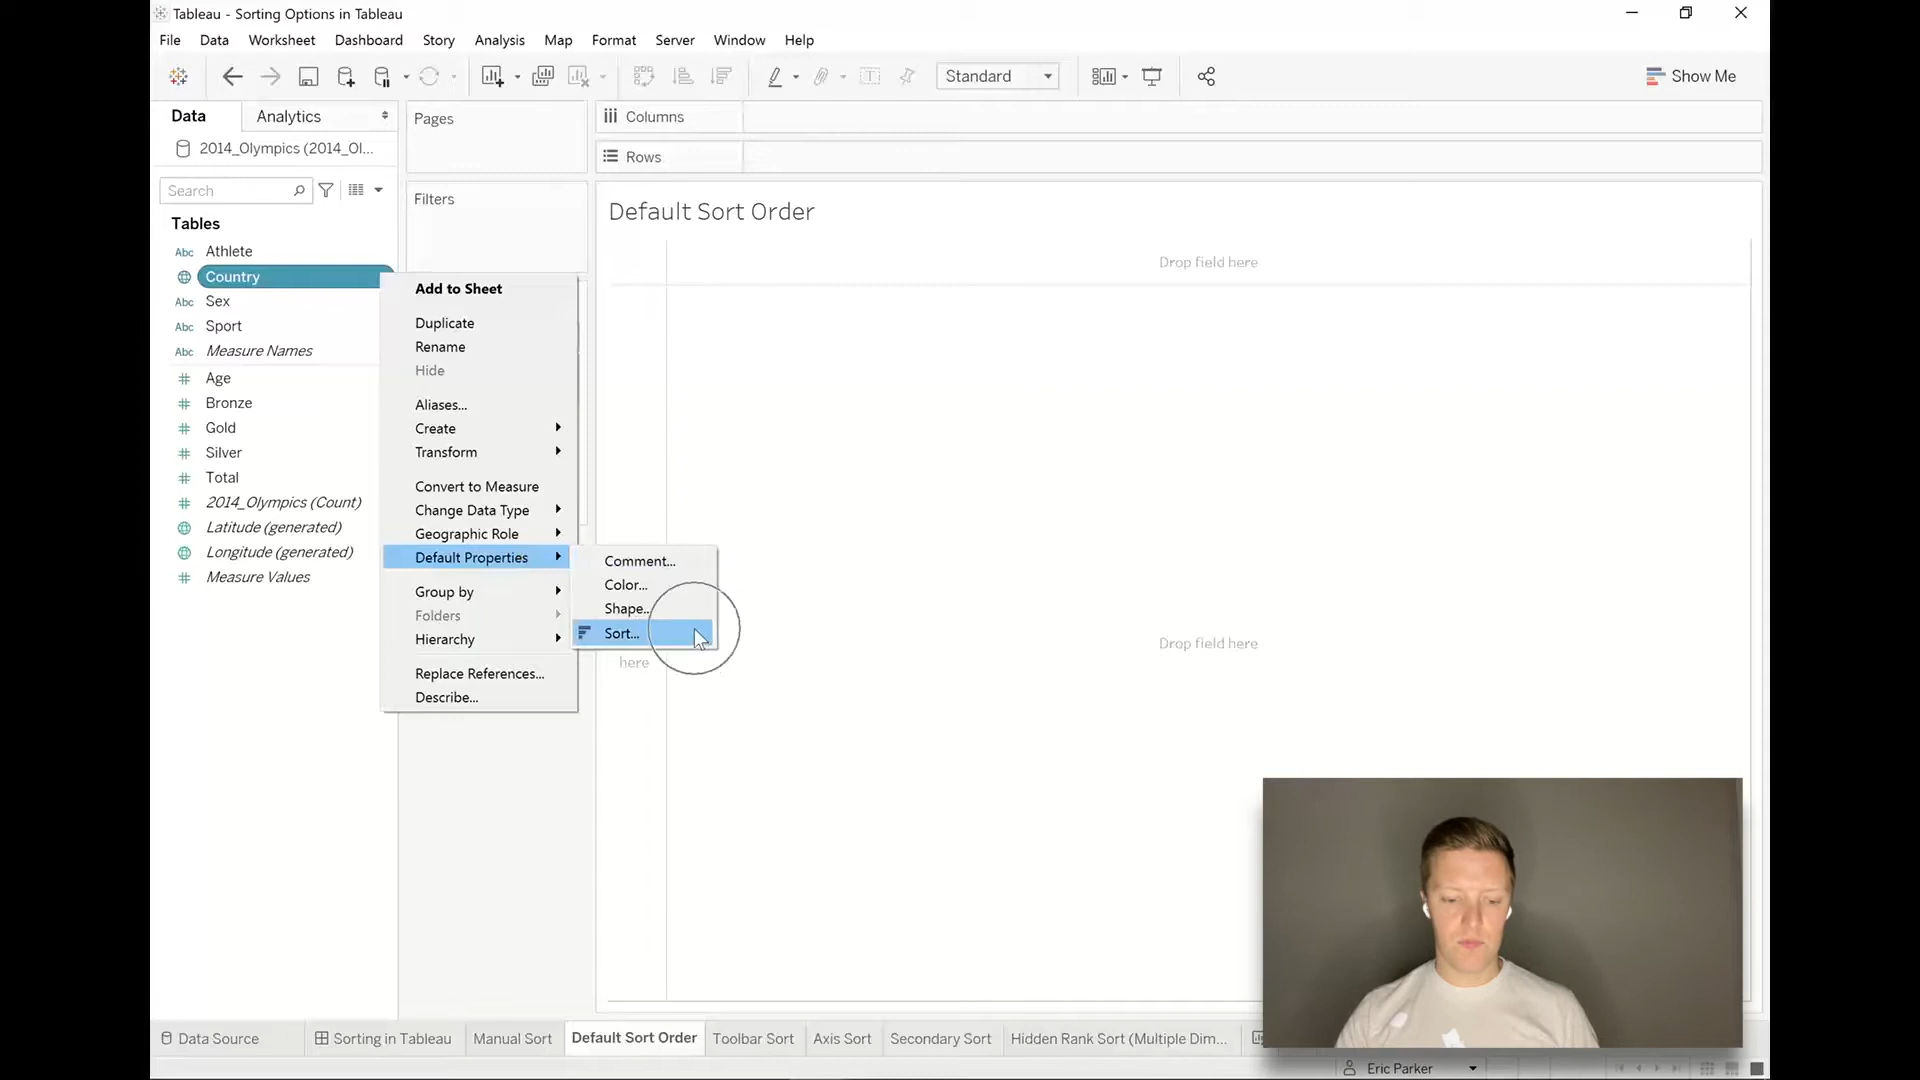 Tableau - Sorting Options in Tableau
File Data Worksheet Dashboard Story Analysis Map Format Server Window Help
Standard
Show Me
Data Analytics
2014_Olympics (2014_Ol...
Search
Tables
Abc Athlete
Country
Abc Sex
Abc Sport
Abc Measure Names
Age
Bronze
Gold
Silver
Total
2014_Olympics (Count)
Latitude (generated)
Longitude (generated)
Measure Values
Pages
Filters
Columns
Rows
Default Sort Order
Drop field here
Drop field here
here
Add to Sheet
Duplicate
Rename
Hide
Aliases...
Create
Transform
Convert to Measure
Change Data Type
Geographic Role
Default Properties
Group by
Folders
Hierarchy
Replace References...
Describe...
Comment...
Color...
Shape...
Sort...
Data Source Sorting in Tableau Manual Sort Default Sort Order Toolbar Sort Axis Sort Secondary Sort Hidden Rank Sort (Multiple Dim...
Eric Parker